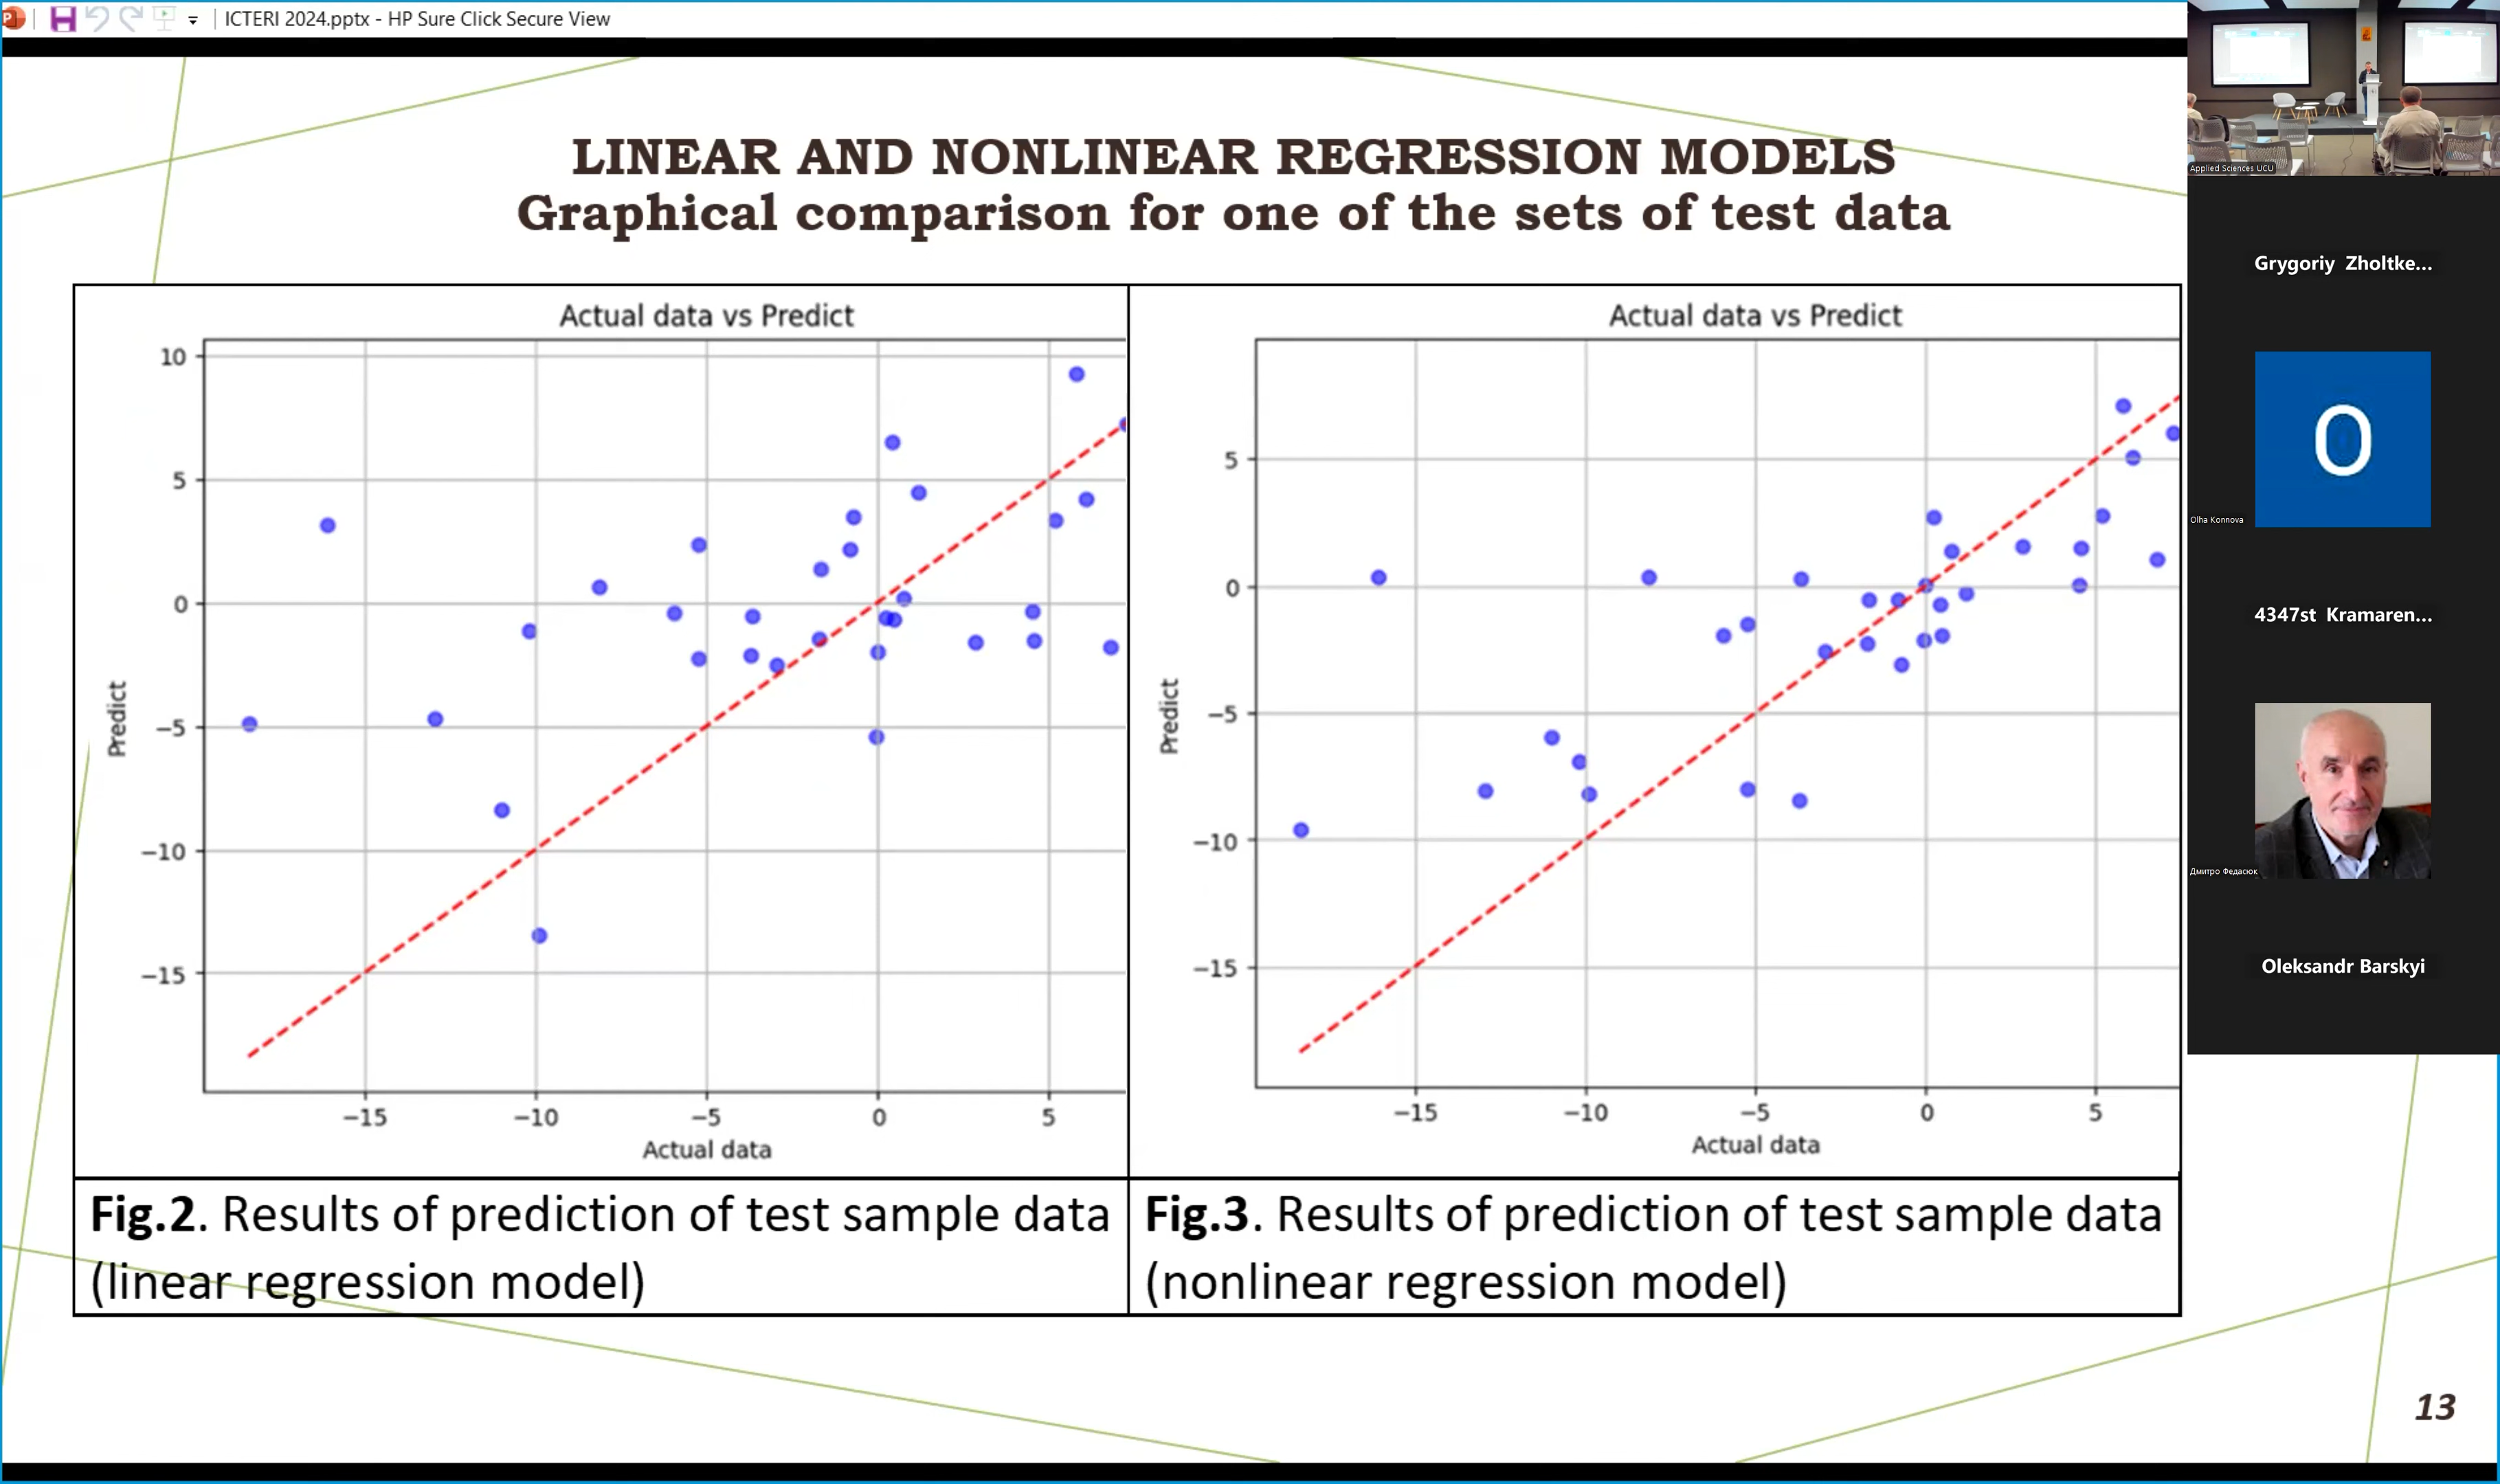 ICTERI 2024.pptx - HP Sure Click Secure View
LINEAR AND NONLINEAR REGRESSION MODELS
Graphical comparison for one of the sets of test data
Actual data vs Predict
10
5
0
−5
−10
−15
Predict
−15 −10 −5 0 5
Actual data
Actual data vs Predict
5
0
−5
−10
−15
Predict
−15 −10 −5 0 5
Actual data
Fig.2. Results of prediction of test sample data
(linear regression model)
Fig.3. Results of prediction of test sample data
(nonlinear regression model)
13
Applied Sciences UCU
Grygoriy Zholtke...
O
Olha Konnova
4347st Kramaren...
Дмитро Федасюк
Oleksandr Barskyi